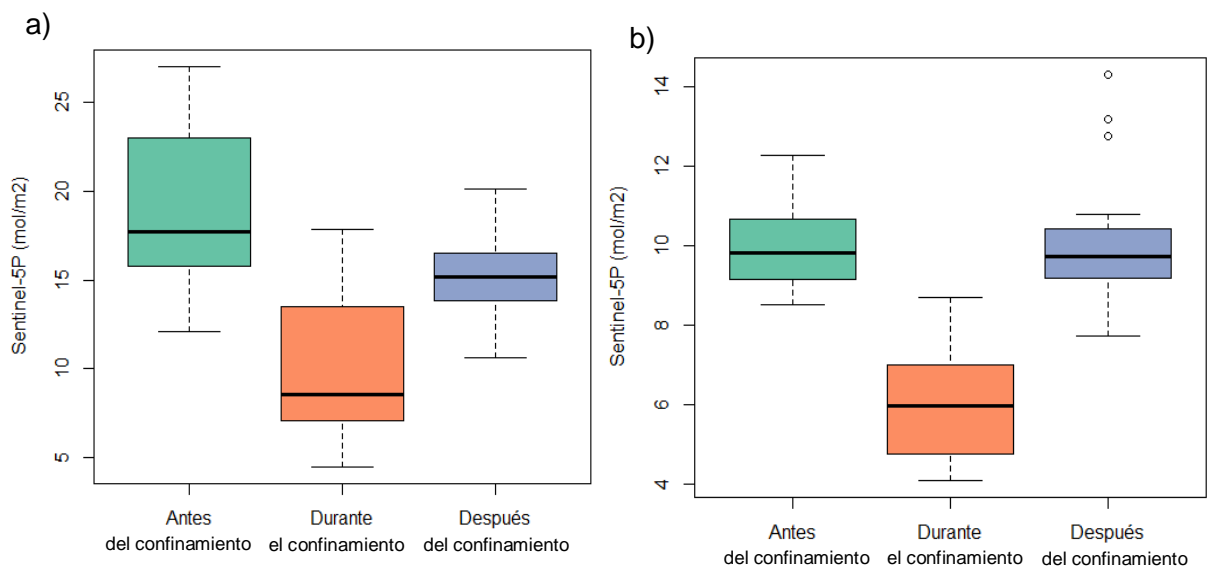 a)
Sentinel-5P (mol/m2)
25
20
15
10
5
Antes
del confinamiento
Durante
el confinamiento
Después
del confinamiento
b)
Sentinel-5P (mol/m2)
14
12
10
8
6
4
Antes
del confinamiento
Durante
el confinamiento
Después
del confinamiento